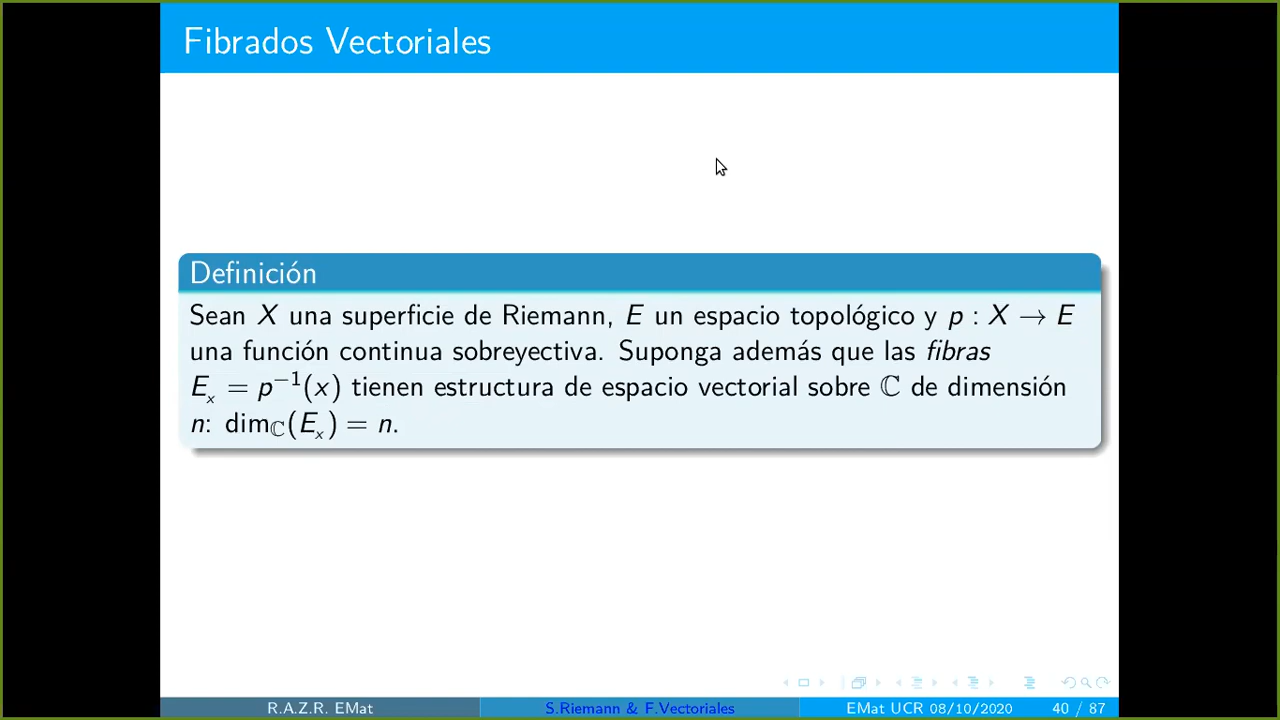 Fibrados Vectoriales
Definición
Sean X una superficie de Riemann, E un espacio topológico y p : X → E
una función continua sobreyectiva. Suponga además que las fibras
Eₓ = p⁻¹(x) tienen estructura de espacio vectorial sobre ℂ de dimensión
n: dim_ℂ(Eₓ) = n.
R.A.Z.R. EMat
S.Riemann & F.Vectoriales
EMat UCR 08/10/2020
40 / 87